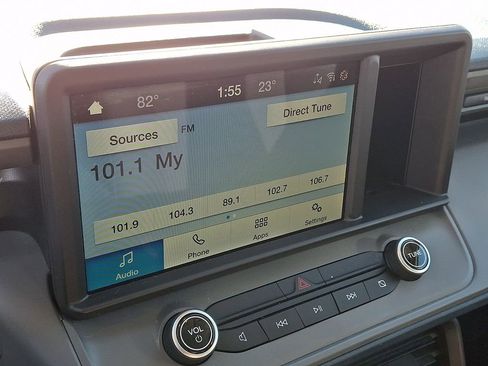 82° 1:55 23°
Sources FM Direct Tune
101.1 My
101.9 104.3 89.1 102.7 106.7
Audio Phone Apps Settings
VOL TUNE